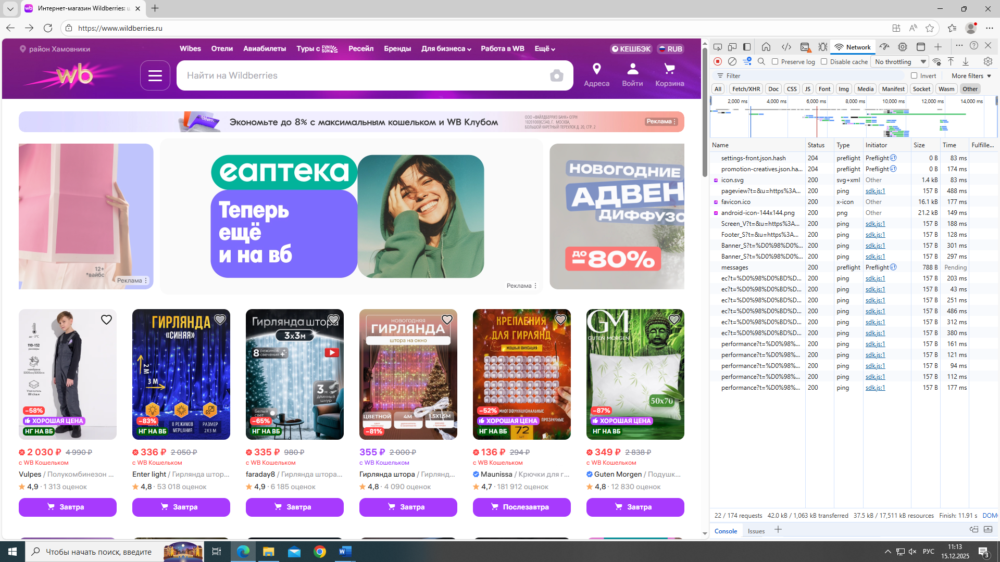 Интернет-магазин Wildberries: ш
https://www.wildberries.ru
район Хамовники
Wibes Отели Авиабилеты Туры с FUN SUN Ресейл Бренды Для бизнеса Работа в WB Ещё
КЕШБЭК RUB
wb
Найти на Wildberries
Адреса Войти Корзина
Экономьте до 8% с максимальным кошельком и WB Клубом
ООО «ВАЙЛДБЕРРИЗ БАНК» ОГРН
1020100002340, Г. МОСКВА,
БОЛЬШОЙ КАРЕТНЫЙ ПЕРЕУЛОК Д. 20, СТР. 2
Реклама
12+
*вайбс
Реклама
еаптека
Теперь
ещё
и на вб
Реклама
НОВОГОДНИЕ
АДВЕН
ДИФФУЗО
ДО
-80%
до - 5°C
110-152
размеры
мембрана
5000мм/3000мм
Утеплитель
80 г/кв.м
-58%
ХОРОШАЯ ЦЕНА
НГ НА ВБ
ГИРЛЯНДА
«СИНЯЯ»
2 М
3 М
8 РЕЖИМОВ
МЕРЦАНИЯ
РАЗМЕР
2Х3 М
-83%
НГ НА ВБ
Гирлянда штора
3х3м
8 режимов
свечения
3 м
длинный
шнур
Белый
свет
-65%
НГ НА ВБ
НОВОГОДНЯЯ
ГИРЛЯНДА
штора на окно
ЦВЕТНОЙ
4М
1.5Х1.5М
-81%
КРЕПЛЕНИЯ
ДЛЯ ГИРЛЯНД
МОЩНАЯ ФИКСАЦИЯ
-52%
МНОГОФУНКЦИОНАЛЬНЫЕ
ХОРОШАЯ ЦЕНА
ПРОЗРАЧНЫЕ
НГ НА ВБ
72
шт
GM
GUTEN MORGEN
50x70
-87%
ХОРОШАЯ ЦЕНА
НГ НА ВБ
2 030 ₽ 4 990 ₽
с WB Кошельком
Vulpes / Полукомбинезон ...
4,9 · 1 313 оценок
Завтра
336 ₽ 2 050 ₽
с WB Кошельком
Enter light / Гирлянда штор...
4,8 · 53 018 оценок
Завтра
335 ₽ 980 ₽
с WB Кошельком
faraday8 / Гирлянда штора...
4,9 · 6 185 оценок
Завтра
355 ₽ 2 000 ₽
с WB Кошельком
Гирлянда штора / Гирлянд...
4,8 · 4 090 оценок
Завтра
136 ₽ 294 ₽
с WB Кошельком
Maunissa / Крючки для г...
4,7 · 181 912 оценок
Послезавтра
349 ₽ 2 838 ₽
с WB Кошельком
Guten Morgen / Подушк...
4,8 · 12 830 оценок
Завтра
Network
Preserve log Disable cache No throttling
Filter Invert More filters
All Fetch/XHR Doc CSS JS Font Img Media Manifest Socket Wasm Other
2,000 ms 4,000 ms 6,000 ms 8,000 ms 10,000 ms 12,000 ms 14,000 ms
Name Status Type Initiator Size Time Fulfille...
settings-front.json.hash 204 preflight Preflight 0 B 83 ms
promotion-creatives.json.ha... 204 preflight Preflight 0 B 174 ms
icon.svg 200 svg+xml Other 1.4 kB 83 ms
pageview?t=&u=https%3A... 200 ping sdk.js:1 157 B 488 ms
favicon.ico 200 x-icon Other 16.1 kB 177 ms
android-icon-144x144.png 200 png Other 21.2 kB 149 ms
Screen_V?t=&u=https%3A... 200 ping sdk.js:1 157 B 188 ms
Footer_S?t=&u=https%3A... 200 ping sdk.js:1 157 B 128 ms
Banner_S?t=%D0%98%D0%... 200 ping sdk.js:1 157 B 301 ms
Banner_S?t=%D0%98%D0%... 200 ping sdk.js:1 157 B 297 ms
messages 200 preflight Preflight 788 B Pending
ec?t=%D0%98%D0%BD%D... 200 ping sdk.js:1 157 B 203 ms
ec?t=%D0%98%D0%BD%D... 200 ping sdk.js:1 157 B 43 ms
ec?t=%D0%98%D0%BD%D... 200 ping sdk.js:1 157 B 251 ms
ec?t=%D0%98%D0%BD%D... 200 ping sdk.js:1 157 B 486 ms
ec?t=%D0%98%D0%BD%D... 200 ping sdk.js:1 157 B 312 ms
ec?t=%D0%98%D0%BD%D... 200 ping sdk.js:1 157 B 380 ms
performance?t=%D0%98%... 200 ping sdk.js:1 157 B 161 ms
performance?t=%D0%98%... 200 ping sdk.js:1 157 B 121 ms
performance?t=%D0%98%... 200 ping sdk.js:1 157 B 94 ms
performance?t=%D0%98%... 200 ping sdk.js:1 157 B 112 ms
performance?t=%D0%98%... 200 ping sdk.js:1 157 B 177 ms
22 / 174 requests 42.0 kB / 1,063 kB transferred 37.5 kB / 17,511 kB resources Finish: 11.91 s DOMC
Console Issues
Чтобы начать поиск, введите
РУС
11:13
15.12.2025
3